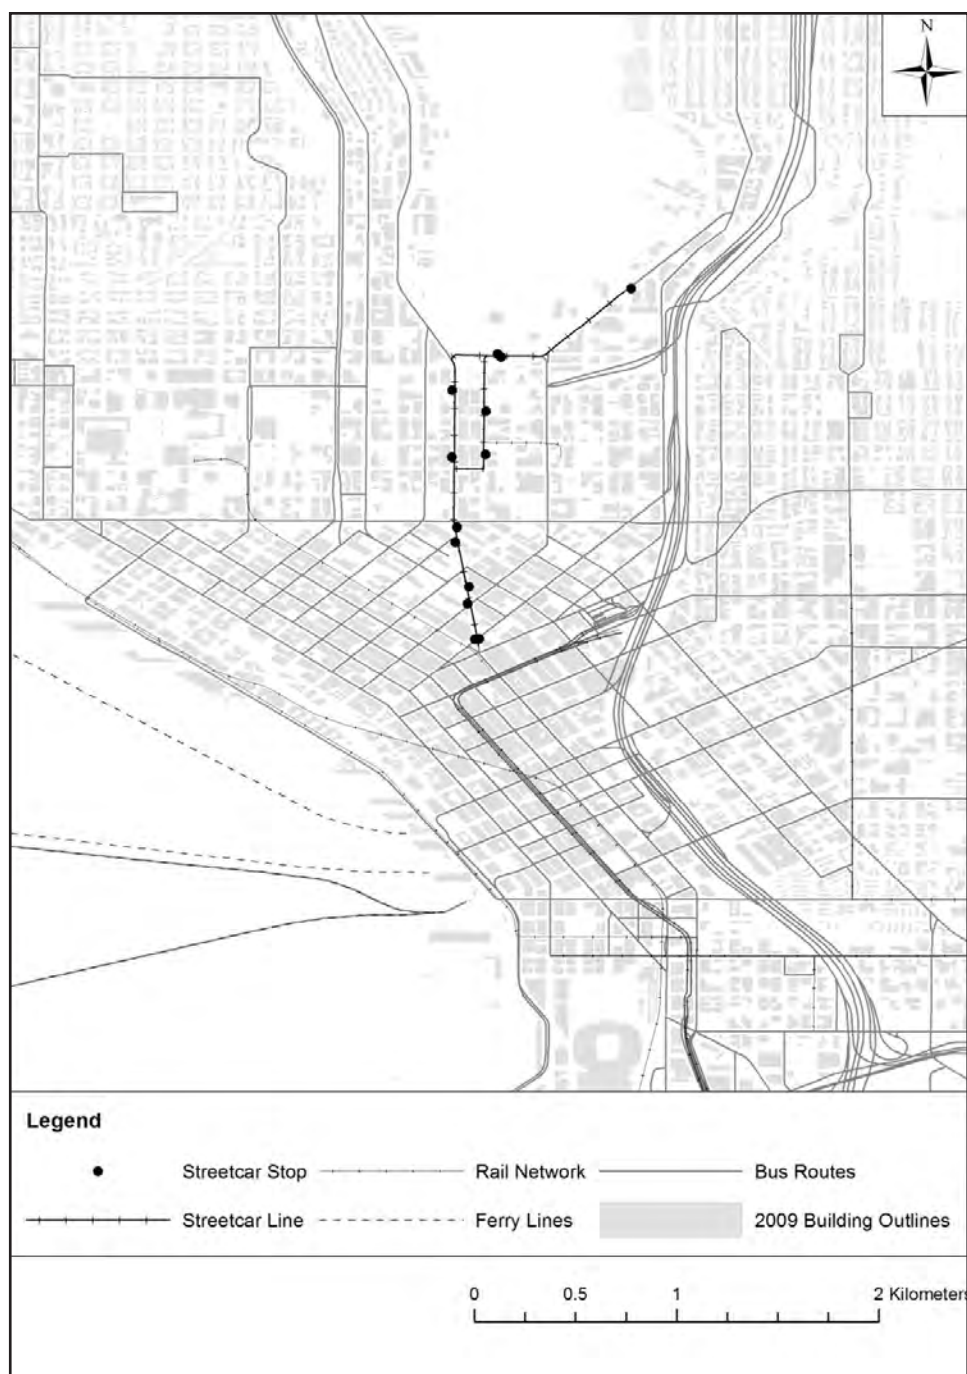 N
Legend
Streetcar Stop Rail Network Bus Routes
Streetcar Line Ferry Lines 2009 Building Outlines
0 0.5 1 2 Kilometers